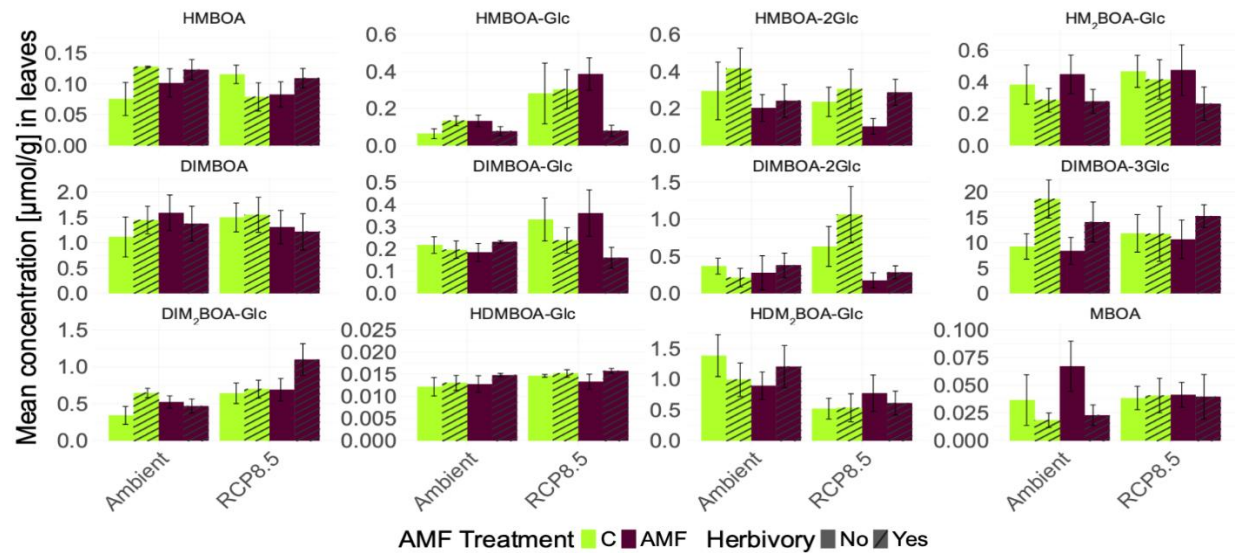 Mean concentration [µmol/g] in leaves
HMBOA HMBOA-Glc HMBOA-2Glc HM₂BOA-Glc
0.15 0.6 0.4 0.6
0.10 0.4 0.3 0.4
0.05 0.2 0.2 0.2
0.00 0.0 0.1 0.0
0.0
DIMBOA DIMBOA-Glc DIMBOA-2Glc DIMBOA-3Glc
2.0 0.5 1.5 20
1.5 0.4 1.0 15
1.0 0.3 0.5 10
0.5 0.2 0.0 5
0.0 0.1 0
0.0
DIM₂BOA-Glc HDMBOA-Glc HDM₂BOA-Glc MBOA
1.5 0.025 1.5 0.100
1.0 0.020 1.0 0.075
0.5 0.015 0.5 0.050
0.0 0.010 0.0 0.025
0.005 0.000
0.000
Ambient RCP8.5 Ambient RCP8.5 Ambient RCP8.5 Ambient RCP8.5
AMF Treatment C AMF Herbivory No Yes